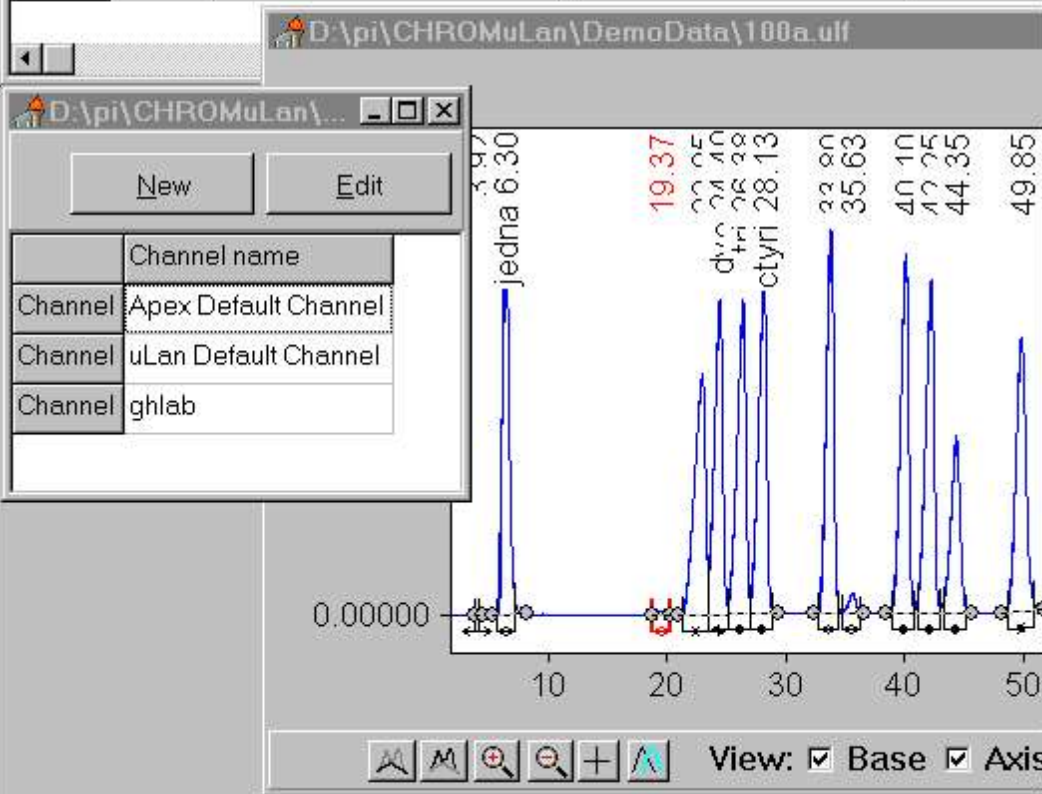 D:\pi\CHROMuLan\DemoData\100a.ulf
D:\pi\CHROMuLan\...
New Edit
Channel name
Channel Apex Default Channel
Channel uLan Default Channel
Channel ghlab
jedna 6.30
19.37
tri
ctyri 28.13
35.63
44.35
49.85
0.00000
10 20 30 40 50
View: Base Axis